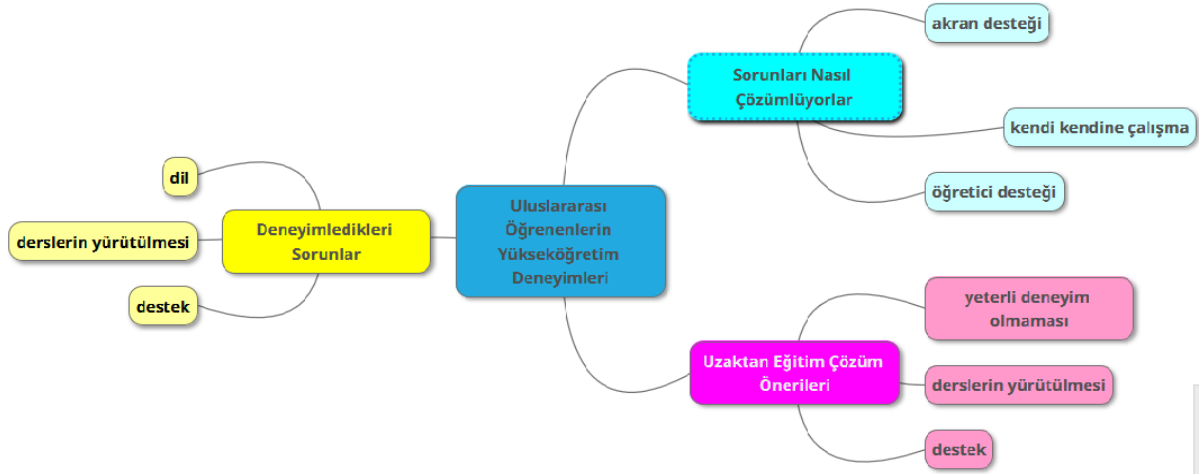 akran desteği
Sorunları Nasıl
Çözümlüyorlar
kendi kendine çalışma
öğretici desteği
dil
derslerin yürütülmesi
destek
Deneyimledikleri
Sorunlar
Uluslararası
Öğrenenlerin
Yükseköğretim
Deneyimleri
yeterli deneyim
olmaması
Uzaktan Eğitim Çözüm
Önerileri
derslerin yürütülmesi
destek